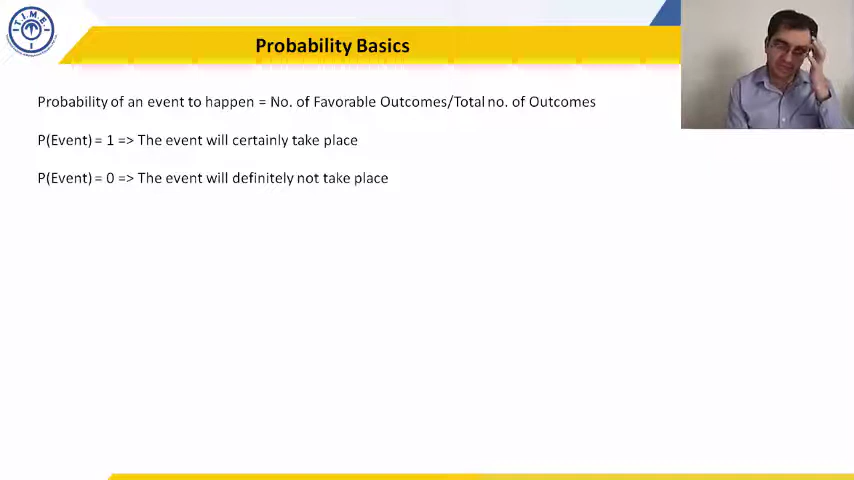 T.I.M.E.
Probability Basics
Probability of an event to happen = No. of Favorable Outcomes/Total no. of Outcomes
P(Event) = 1 => The event will certainly take place
P(Event) = 0 => The event will definitely not take place